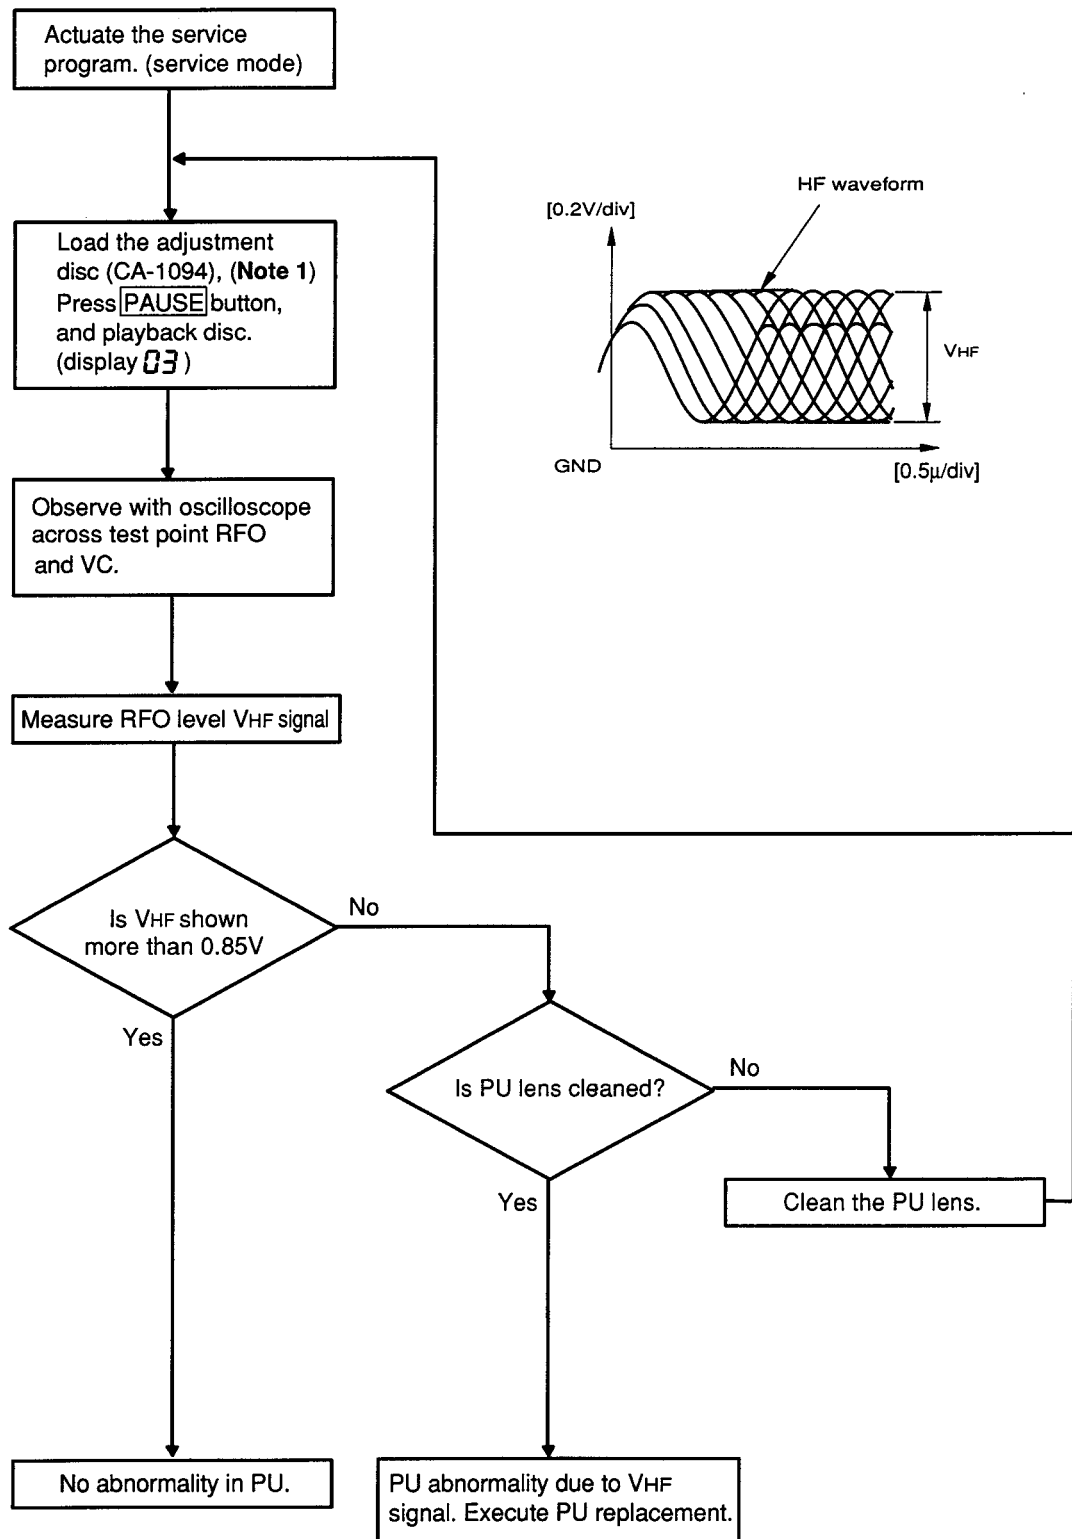 Actuate the service
program. (service mode)
Load the adjustment
disc (CA-1094), (Note 1)
Press PAUSE button,
and playback disc.
(display 03)
Observe with oscilloscope
across test point RFO
and VC.
Measure RFO level VHF signal
Is VHF shown
more than 0.85V
No
Yes
Is PU lens cleaned?
No
Yes
Clean the PU lens.
No abnormality in PU.
PU abnormality due to VHF
signal. Execute PU replacement.
HF waveform
[0.2V/div]
VHF
GND
[0.5µ/div]